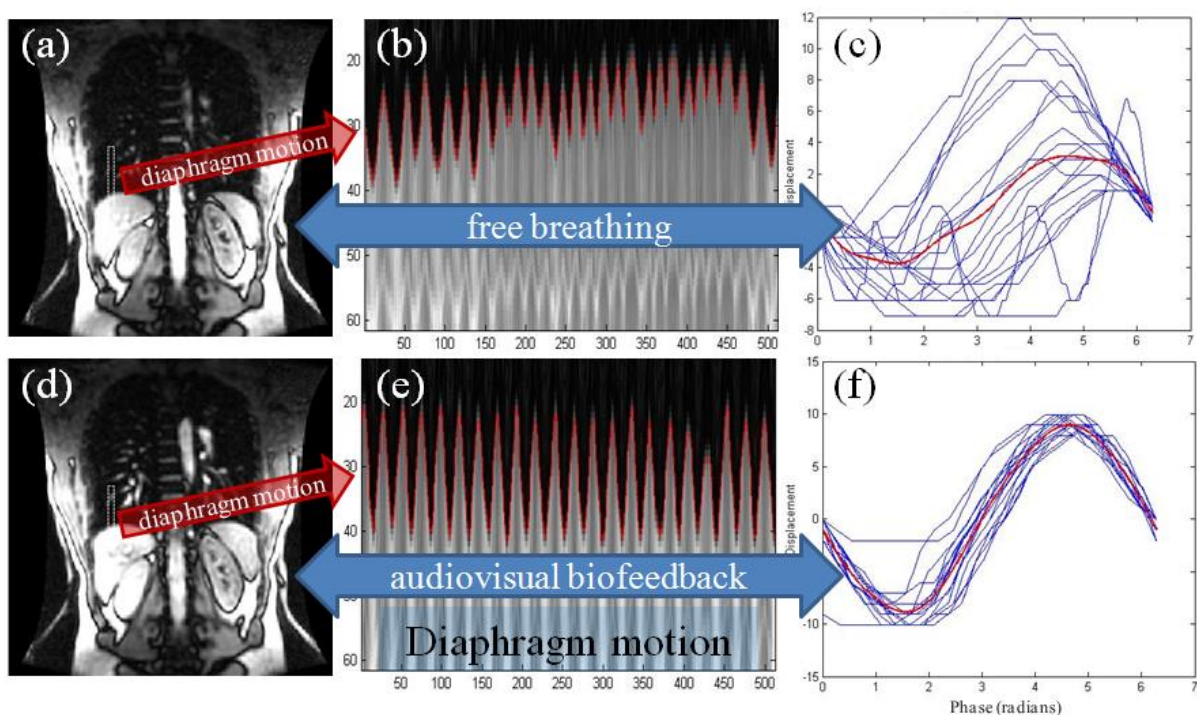 (a)
diaphragm motion
(b)
20
30
40
50
60
50 100 150 200 250 300 350 400 450 500
free breathing
(c)
12
10
8
6
4
2
0
-2
-4
-6
-8
0 1 2 3 4 5 6 7
(d)
diaphragm motion
(e)
20
30
40
60
50 100 150 200 250 300 350 400 450 500
audiovisual biofeedback
Diaphragm motion
(f)
15
10
5
0
-5
-10
-15
0 1 2 3 4 5 6 7
Phase (radians)